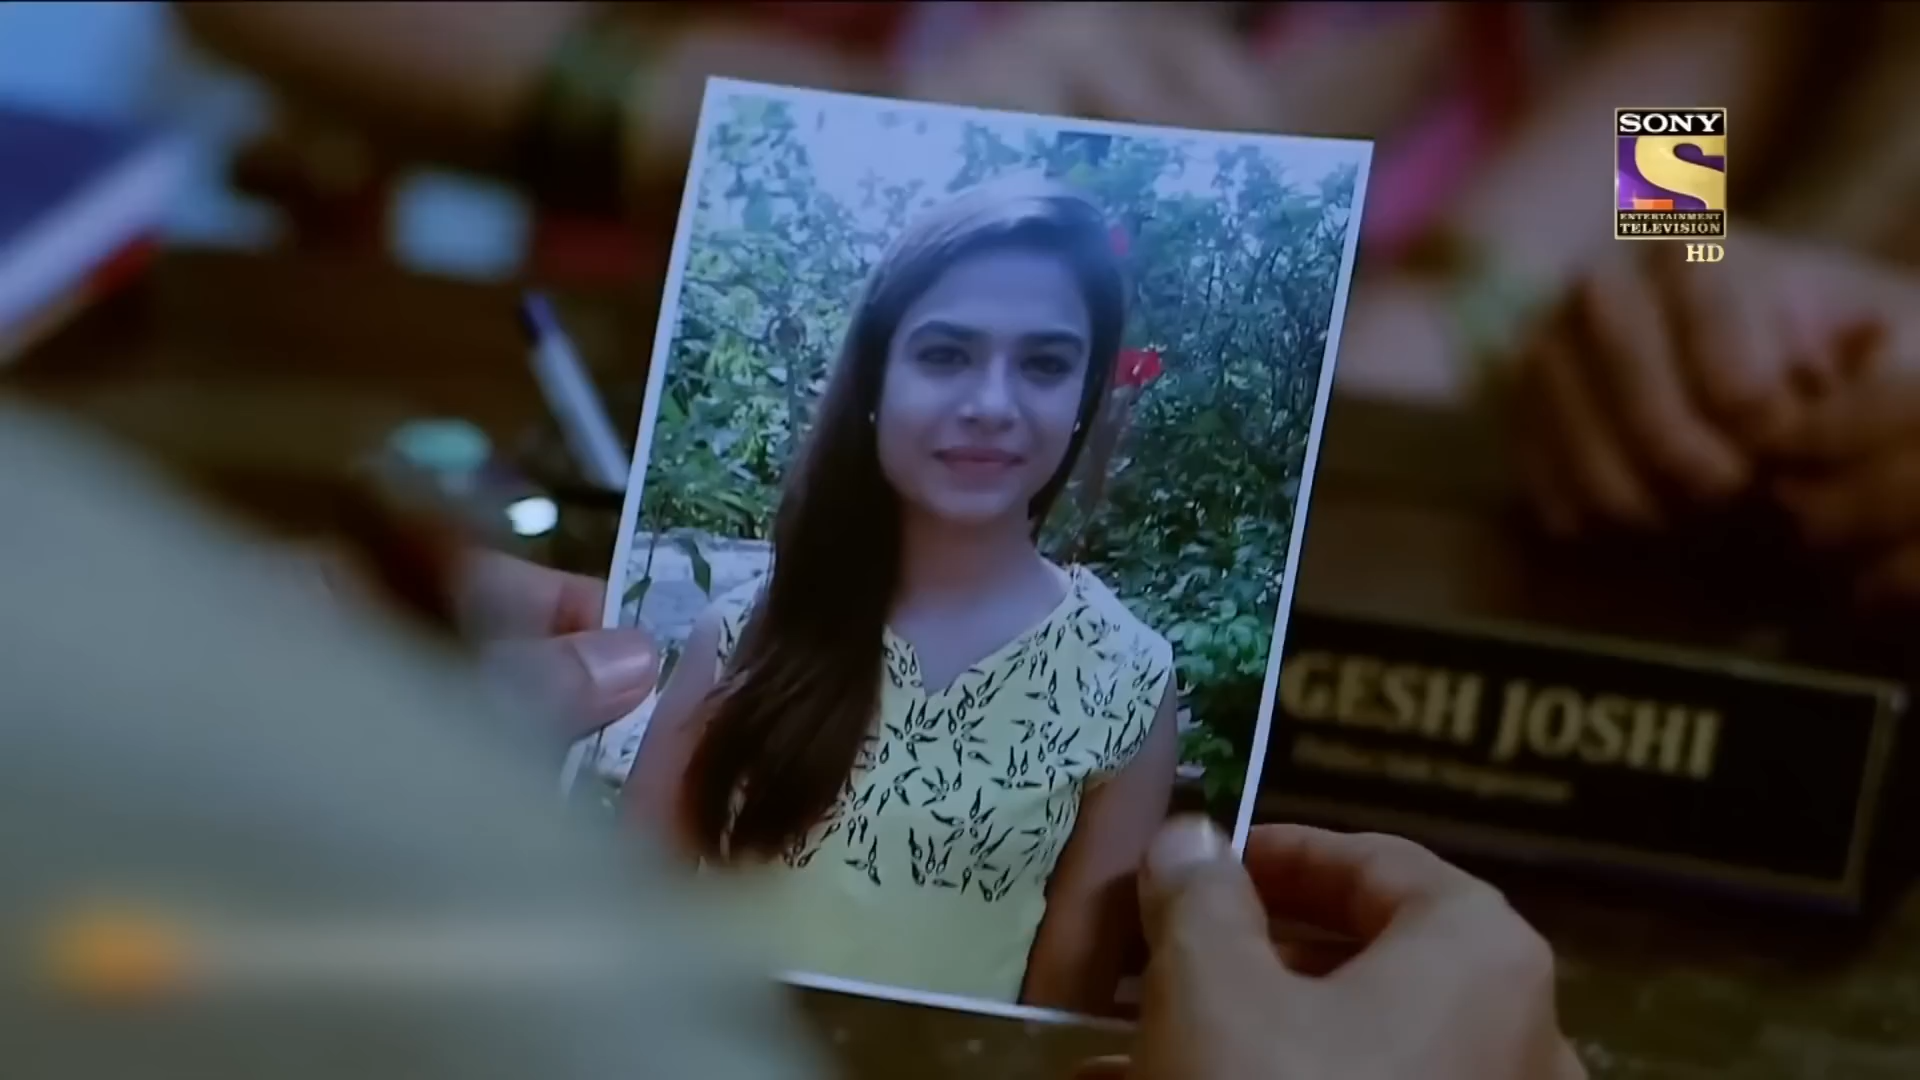 SONY
ENTERTAINMENT
TELEVISION
HD
GESH JOSHI